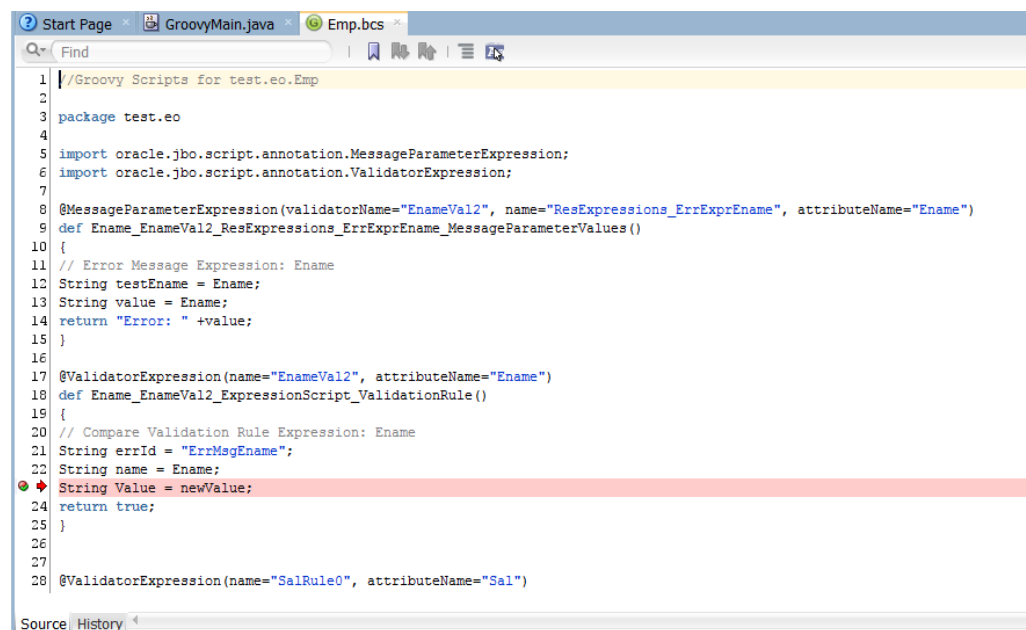 Start Page GroovyMain.java Emp.bcs
Find
1 //Groovy Scripts for test.eo.Emp
2
3 package test.eo
4
5 import oracle.jbo.script.annotation.MessageParameterExpression;
6 import oracle.jbo.script.annotation.ValidatorExpression;
7
8 @MessageParameterExpression(validatorName="EnameVal2", name="ResExpressions_ErrExprEname", attributeName="Ename")
9 def Ename_EnameVal2_ResExpressions_ErrExprEname_MessageParameterValues()
10 {
11 // Error Message Expression: Ename
12 String testEname = Ename;
13 String value = Ename;
14 return "Error: " +value;
15 }
16
17 @ValidatorExpression(name="EnameVal2", attributeName="Ename")
18 def Ename_EnameVal2_ExpressionScript_ValidationRule()
19 {
20 // Compare Validation Rule Expression: Ename
21 String errId = "ErrMsgEname";
22 String name = Ename;
String Value = newValue;
24 return true;
25 }
26
27
28 @ValidatorExpression(name="SalRule0", attributeName="Sal")
Source History